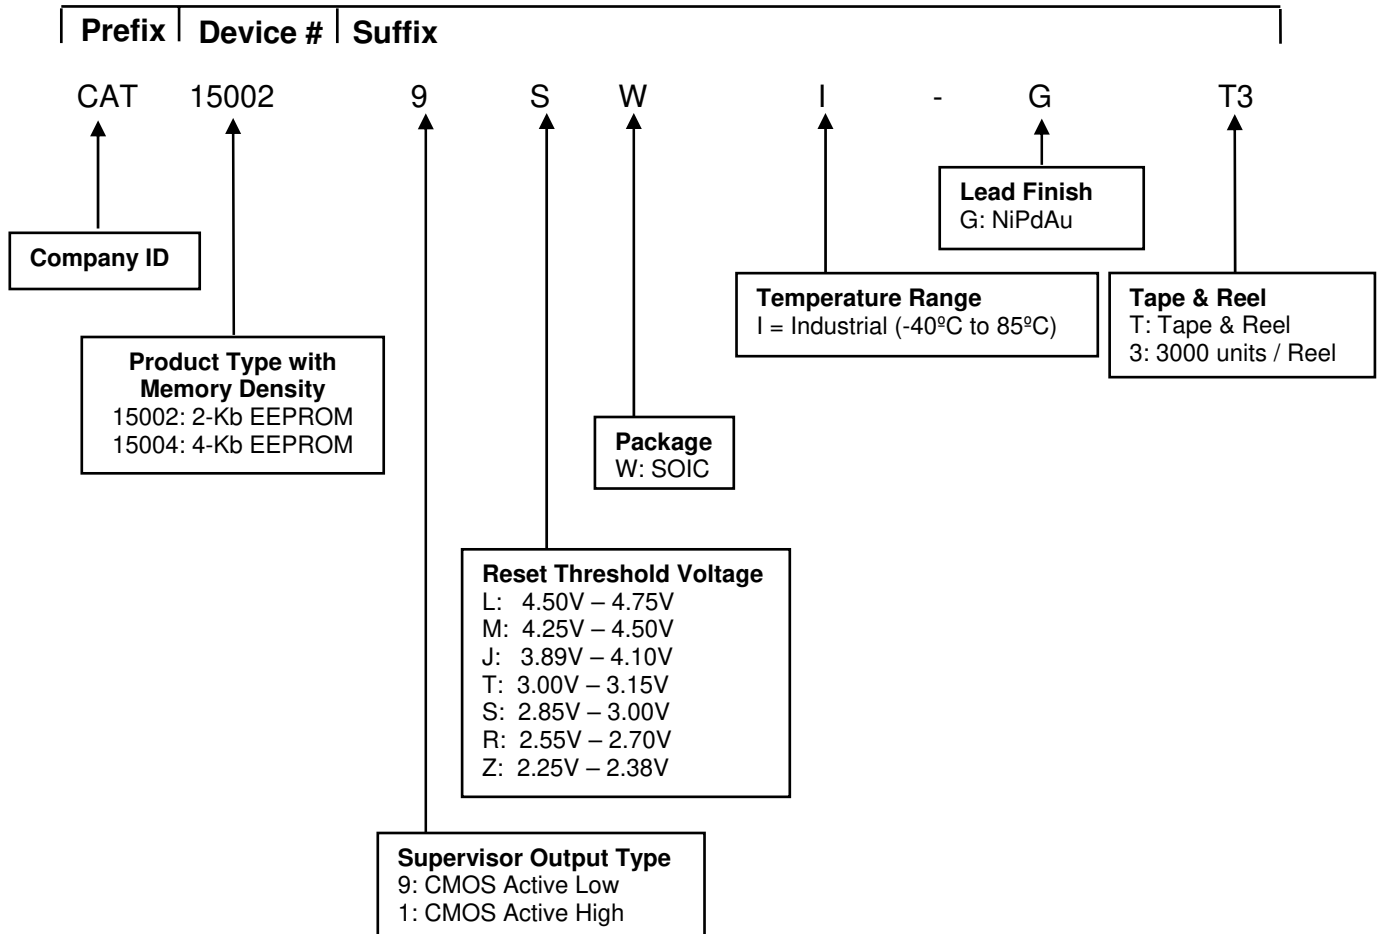 Prefix Device # Suffix
CAT 15002 9 S W I - G T3
Lead Finish
G: NiPdAu
Company ID
Temperature Range
I = Industrial (-40ºC to 85ºC)
Tape & Reel
T: Tape & Reel
3: 3000 units / Reel
Product Type with
Memory Density
15002: 2-Kb EEPROM
15004: 4-Kb EEPROM
Package
W: SOIC
Reset Threshold Voltage
L: 4.50V – 4.75V
M: 4.25V – 4.50V
J: 3.89V – 4.10V
T: 3.00V – 3.15V
S: 2.85V – 3.00V
R: 2.55V – 2.70V
Z: 2.25V – 2.38V
Supervisor Output Type
9: CMOS Active Low
1: CMOS Active High